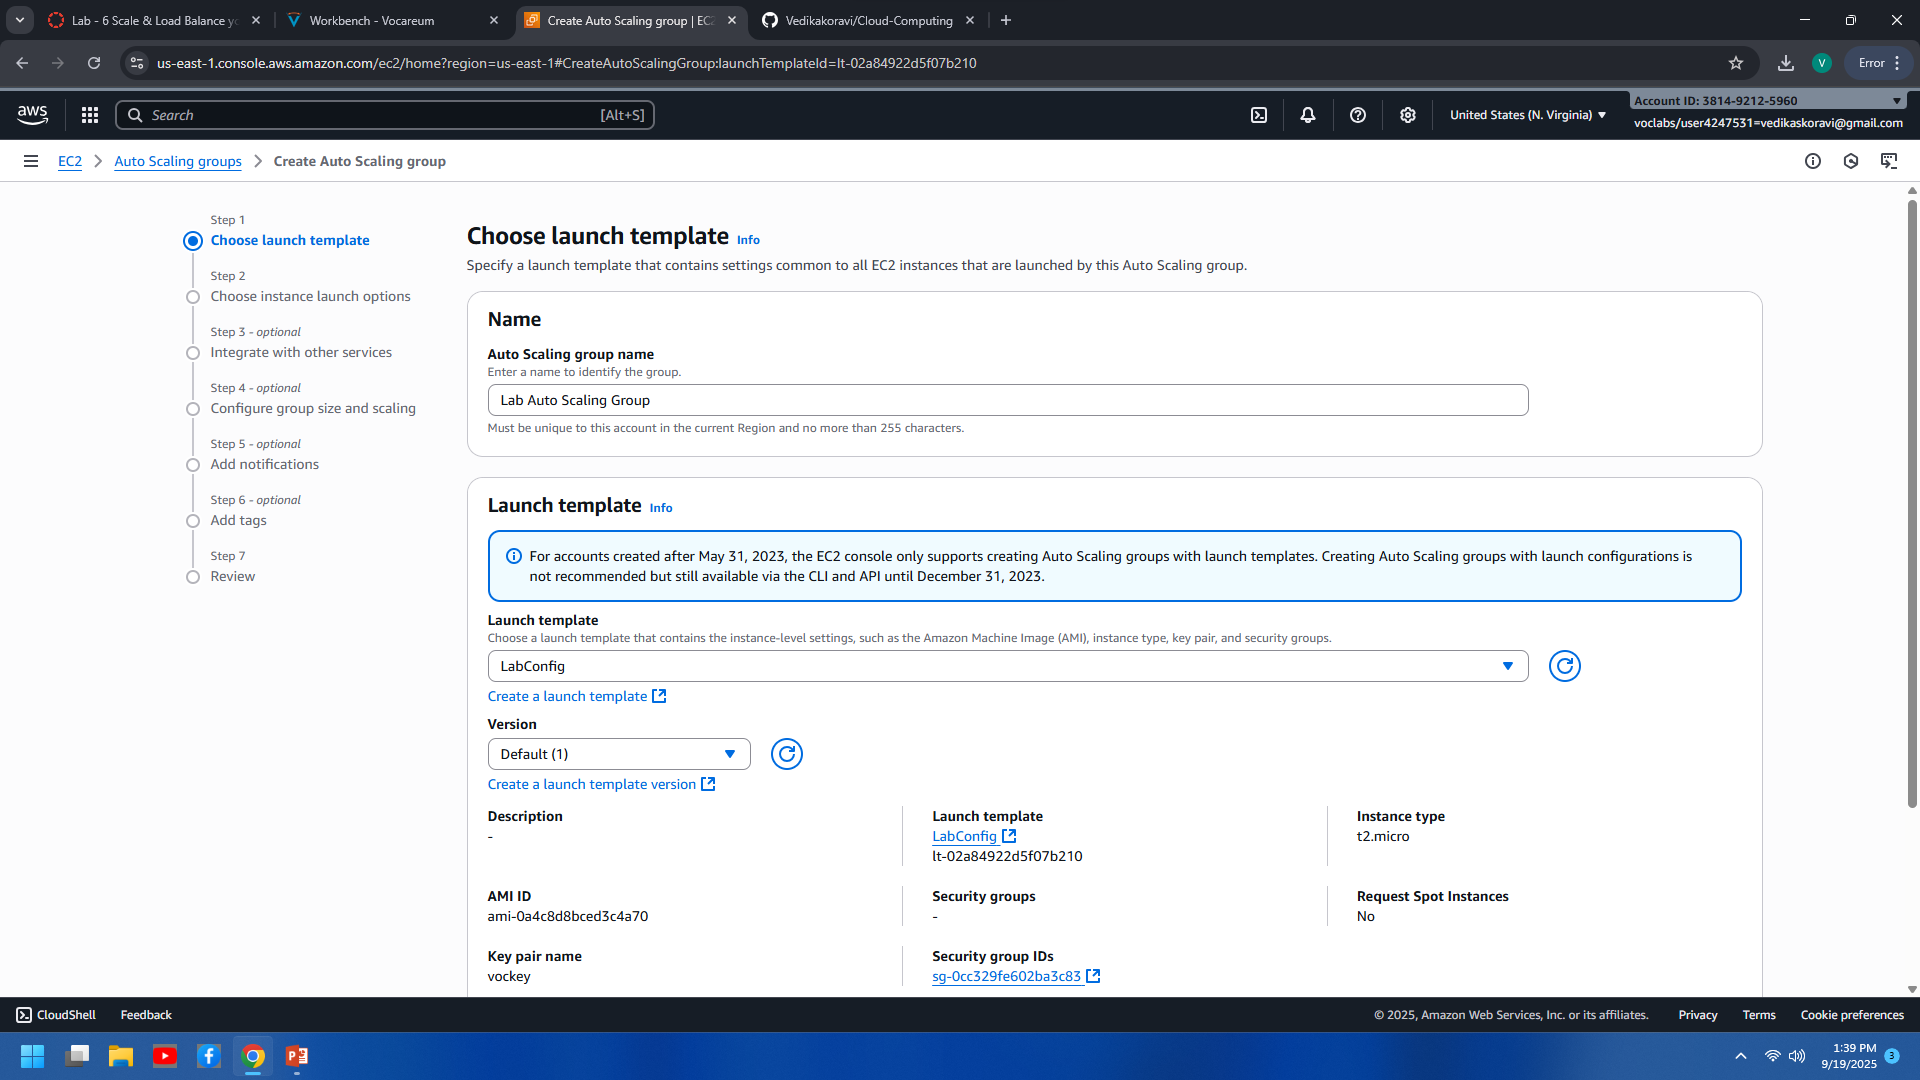 Lab - 6 Scale & Load Balance y
Workbench - Vocareum
Create Auto Scaling group | EC2
Vedikakoravi/Cloud-Computing
us-east-1.console.aws.amazon.com/ec2/home?region=us-east-1#CreateAutoScalingGroup:launchTemplateId=lt-02a84922d5f07b210
V
Error
aws
Search
[Alt+S]
United States (N. Virginia)
Account ID: 3814-9212-5960
voclabs/user4247531=vedikaskoravi@gmail.com
EC2
Auto Scaling groups
Create Auto Scaling group
Step 1
Choose launch template
Step 2
Choose instance launch options
Step 3 - optional
Integrate with other services
Step 4 - optional
Configure group size and scaling
Step 5 - optional
Add notifications
Step 6 - optional
Add tags
Step 7
Review
Choose launch template Info
Specify a launch template that contains settings common to all EC2 instances that are launched by this Auto Scaling group.
Name
Auto Scaling group name
Enter a name to identify the group.
Lab Auto Scaling Group
Must be unique to this account in the current Region and no more than 255 characters.
Launch template Info
For accounts created after May 31, 2023, the EC2 console only supports creating Auto Scaling groups with launch templates. Creating Auto Scaling groups with launch configurations is
not recommended but still available via the CLI and API until December 31, 2023.
Launch template
Choose a launch template that contains the instance-level settings, such as the Amazon Machine Image (AMI), instance type, key pair, and security groups.
LabConfig
Create a launch template
Version
Default (1)
Create a launch template version
Description
-
Launch template
LabConfig
lt-02a84922d5f07b210
Instance type
t2.micro
AMI ID
ami-0a4c8d8bced3c4a70
Security groups
-
Request Spot Instances
No
Key pair name
vockey
Security group IDs
sg-0cc329fe602ba3c83
CloudShell
Feedback
© 2025, Amazon Web Services, Inc. or its affiliates.
Privacy
Terms
Cookie preferences
1:39 PM
9/19/2025
3